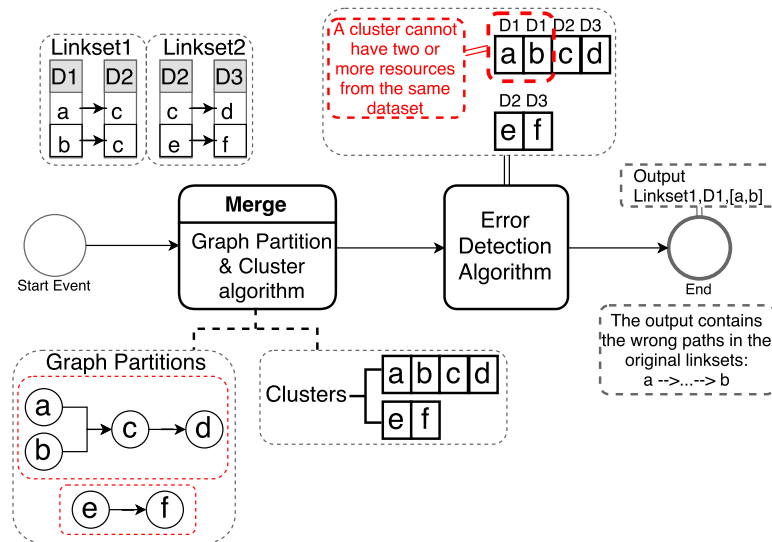 Linkset1 Linkset2
D1 D2 D2 D3
a c c d
b c e f
A cluster cannot
have two or
more resources
from the same
dataset
D1 D1 D2 D3
a b c d
D2 D3
e f
Start Event
Merge
Graph Partition
& Cluster
algorithm
Error
Detection
Algorithm
Output
Linkset1,D1,[a,b]
End
The output contains
the wrong paths in the
original linksets:
a -->...--> b
Graph Partitions
a
b
c d
e f
Clusters
a b c d
e f